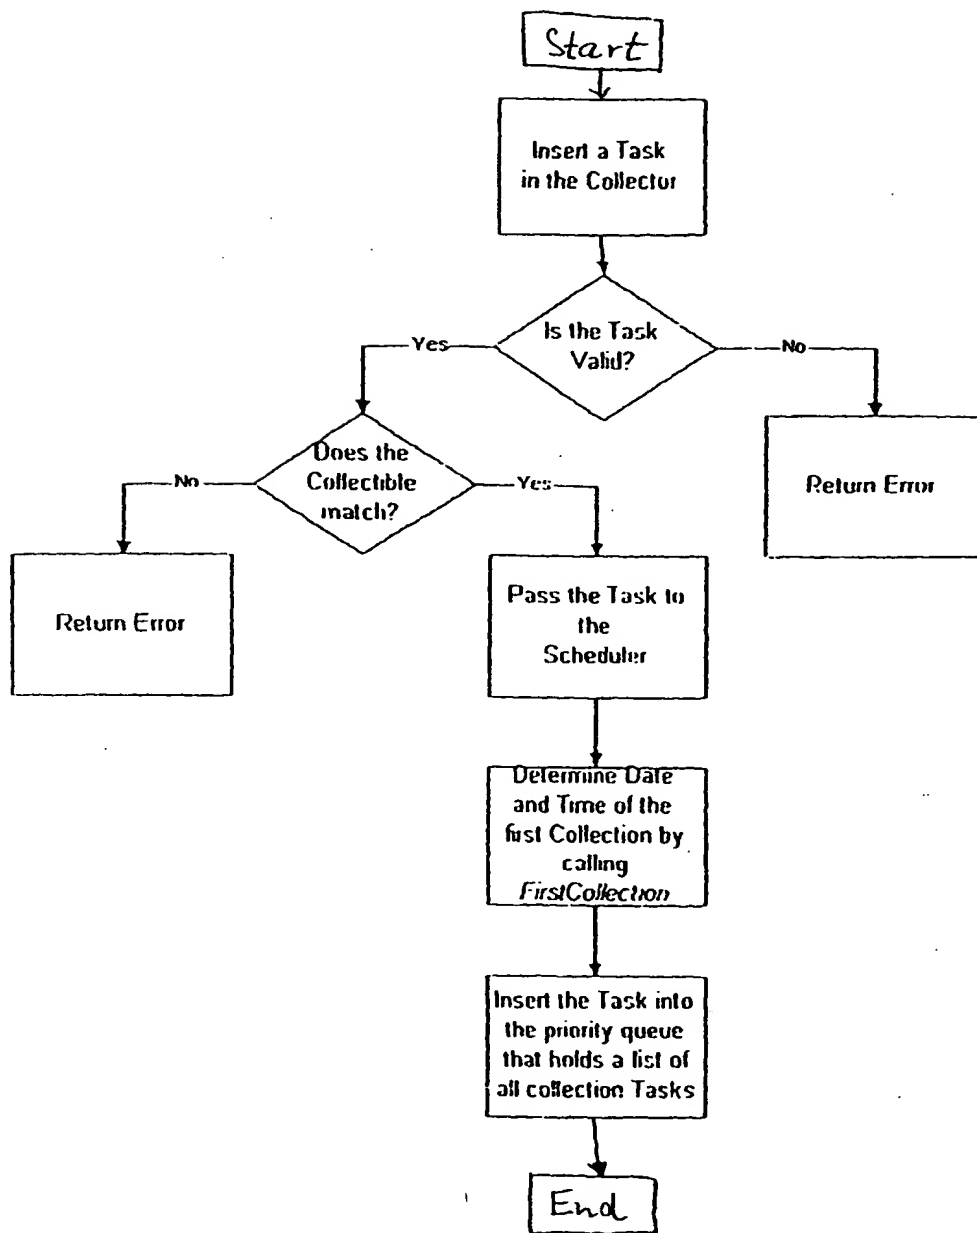 Start
Insert a Task
in the Collector
Is the Task
Valid?
Yes
No
Does the
Collectible
match?
No
Yes
Return Error
Return Error
Pass the Task to
the
Scheduler
Determine Date
and Time of the
first Collection by
calling
FirstCollection
Insert the Task into
the priority queue
that holds a list of
all collection Tasks
End